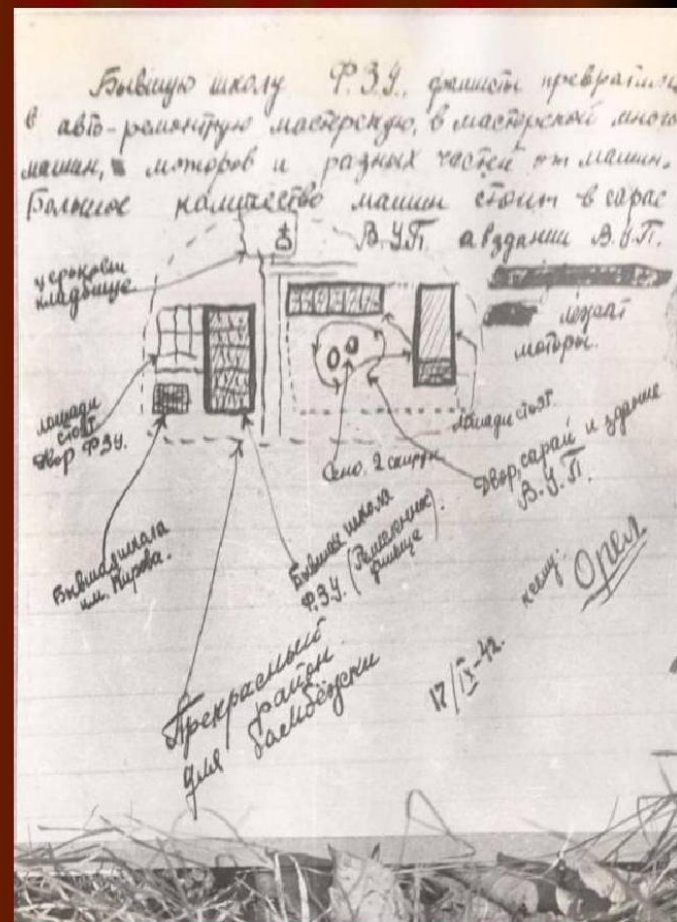 Бывшую школу Ф.З.У. фашисты превратили
в авто-ремонтную мастерскую, в мастерской много
машин, моторов и разных частей от машин.
Большое количество машин стоит в сарае
В.У.П. а в здании В.У.П.
лежат
моторы.
у церкови
кладбище
лошади
стоят
Двор ФЗУ.
лошади стоят
Сено. 2 скирды
Двор, сарай и здание
В.У.П.
Бывшая школа
им. Кирова.
Бывшая школа
Ф.З.У. (Ремесленник)
училище
Прекрасный
район
для бомбёжки
17/IX-42.
Орел